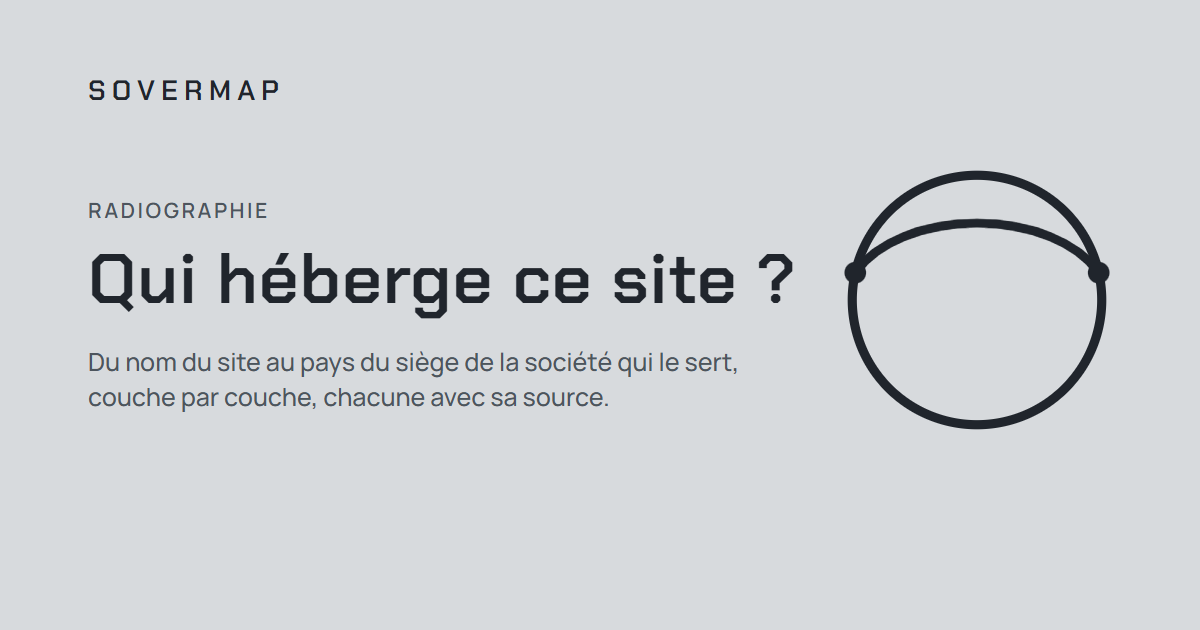 SOVERMAP
RADIOGRAPHIE
Qui héberge ce site ?
Du nom du site au pays du siège de la société qui le sert,
couche par couche, chacune avec sa source.